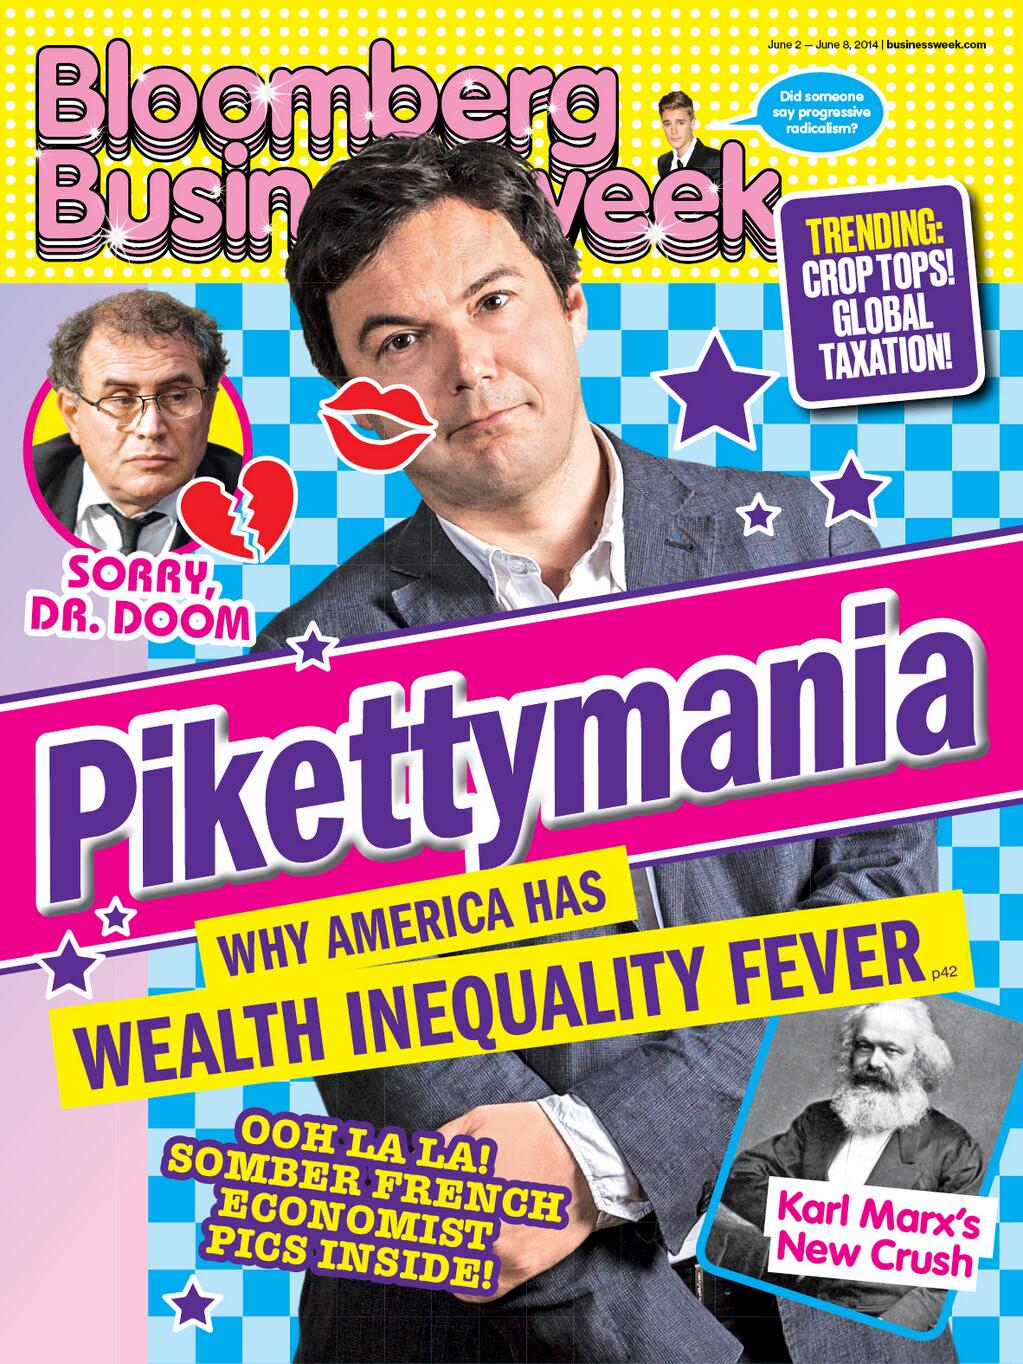 June 2 — June 8, 2014 | businessweek.com
Bloomberg
Businessweek
Did someone
say progressive
radicalism?
TRENDING:
CROP TOPS!
GLOBAL
TAXATION!
SORRY,
DR. DOOM
Pikettymania
WHY AMERICA HAS
WEALTH INEQUALITY FEVER p42
OOH LA LA!
SOMBER FRENCH
ECONOMIST
PICS INSIDE!
Karl Marx's
New Crush